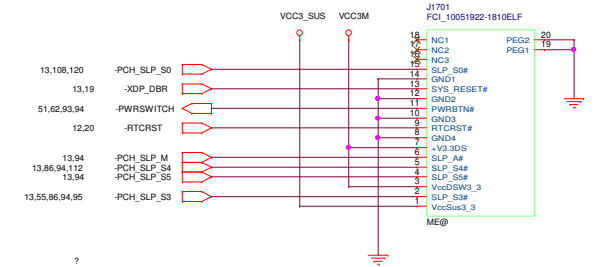 J1701
FCI_10051922-1810ELF
VCC3_SUS VCC3M
18 NC1 PEG2 20
17 NC2 PEG1 19
16 NC3
13,108,120 -PCH_SLP_S0 15 SLP_S0#
14 GND1
13,19 -XDP_DBR 13 SYS_RESET#
12 GND2
51,62,93,94 -PWRSWITCH 11 PWRBTN#
10 GND3
12,20 -RTCRST 9 RTCRST#
8 GND4
7 +V3.3DS
13,94 -PCH_SLP_M 6 SLP_A#
13,86,94,112 -PCH_SLP_S4 5 SLP_S4#
13,94 -PCH_SLP_S5 4 SLP_S5#
3 VccDSW3_3
13,55,86,94,95 -PCH_SLP_S3 2 SLP_S3#
1 VccSus3_3
ME@
?